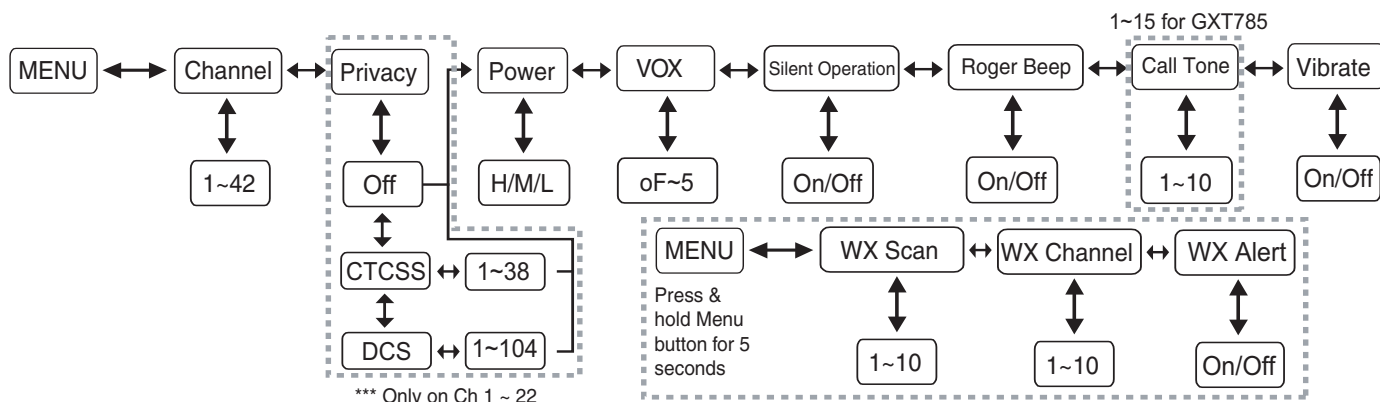 1~15 for GXT785
MENU
Channel
Privacy
Power
VOX
Silent Operation
Roger Beep
Call Tone
Vibrate
1~42
Off
H/M/L
oF~5
On/Off
On/Off
1~10
On/Off
CTCSS
1~38
DCS
1~104
*** Only on Ch 1 ~ 22
MENU
WX Scan
WX Channel
WX Alert
Press &
hold Menu
button for 5
seconds
1~10
1~10
On/Off